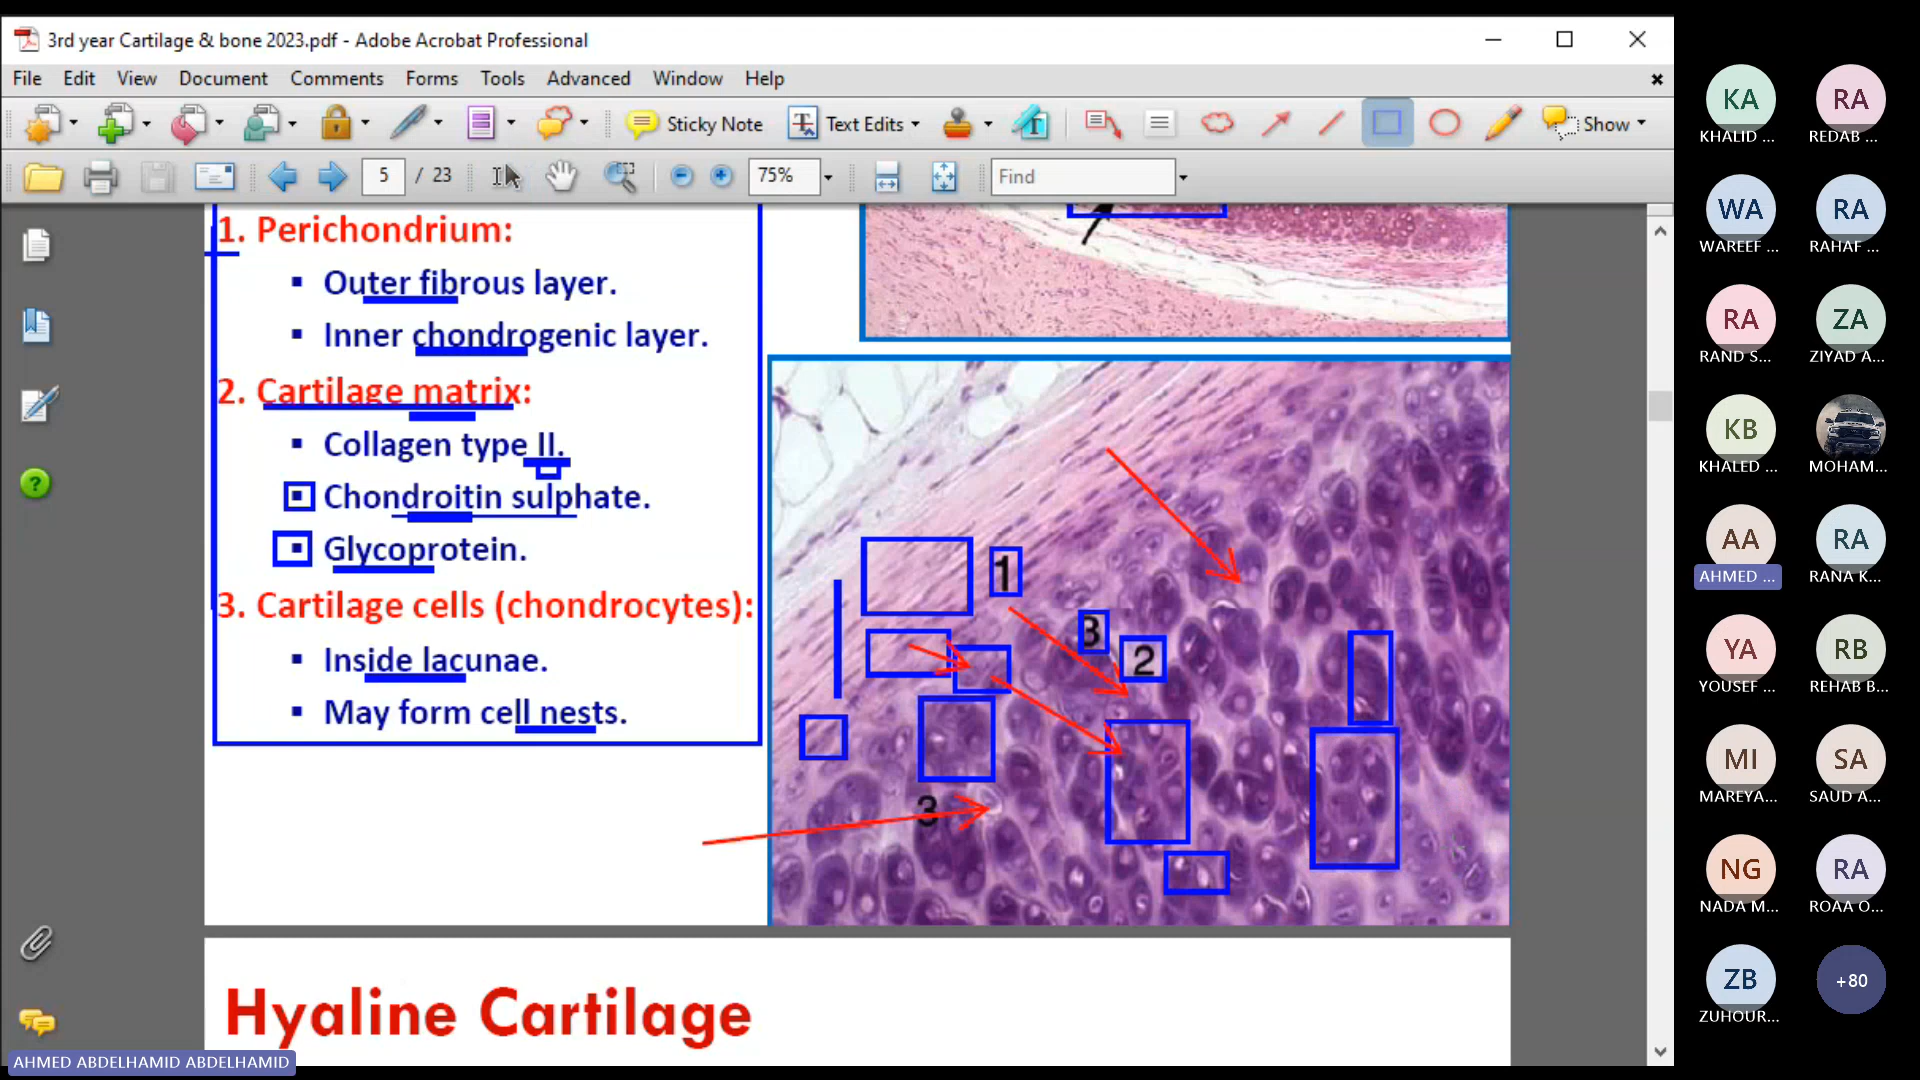 3rd year Cartilage & bone 2023.pdf - Adobe Acrobat Professional
File Edit View Document Comments Forms Tools Advanced Window Help
Sticky Note Text Edits Show
5 / 23 75% Find
1. Perichondrium:
▪ Outer fibrous layer.
▪ Inner chondrogenic layer.
2. Cartilage matrix:
▪ Collagen type II.
▪ Chondroitin sulphate.
▪ Glycoprotein.
3. Cartilage cells (chondrocytes):
▪ Inside lacunae.
▪ May form cell nests.
1
3
2
3
Hyaline Cartilage
AHMED ABDELHAMID ABDELHAMID
KA RA
KHALID ... REDAB ...
WA RA
WAREEF ... RAHAF ...
RA ZA
RAND S... ZIYAD A...
KB
KHALED ... MOHAM...
AA RA
AHMED ... RANA K...
YA RB
YOUSEF ... REHAB B...
MI SA
MAREYA... SAUD A...
NG RA
NADA M... ROAA O...
ZB +80
ZUHOUR...